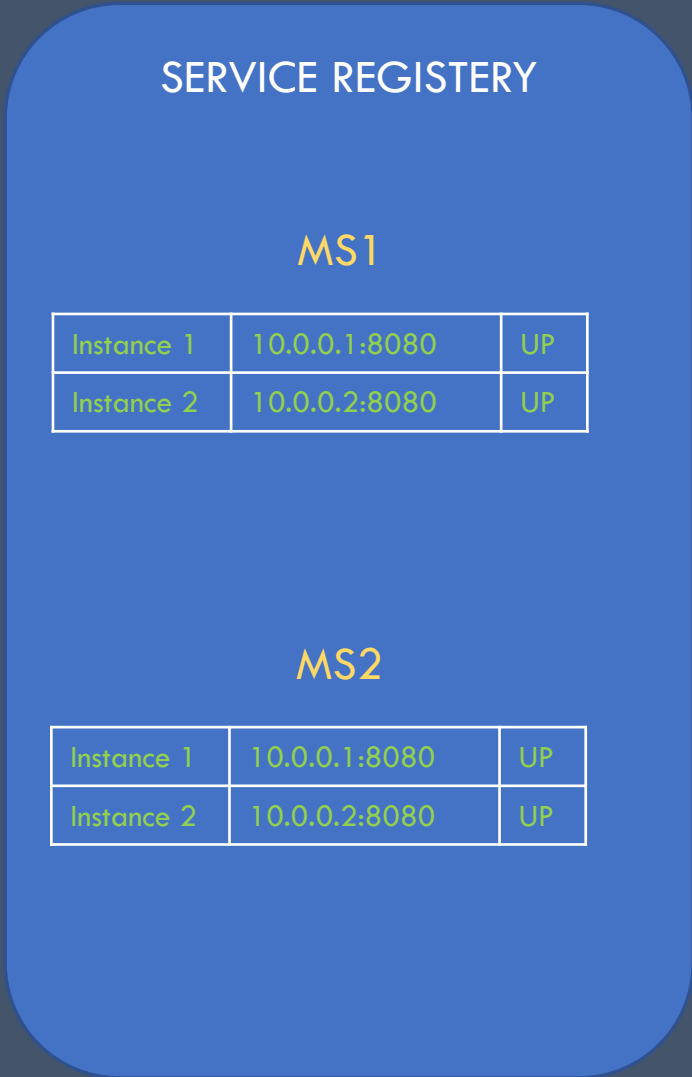 SERVICE REGISTERY
MS1
Instance 1 10.0.0.1:8080 UP
Instance 2 10.0.0.2:8080 UP
MS2
Instance 1 10.0.0.1:8080 UP
Instance 2 10.0.0.2:8080 UP